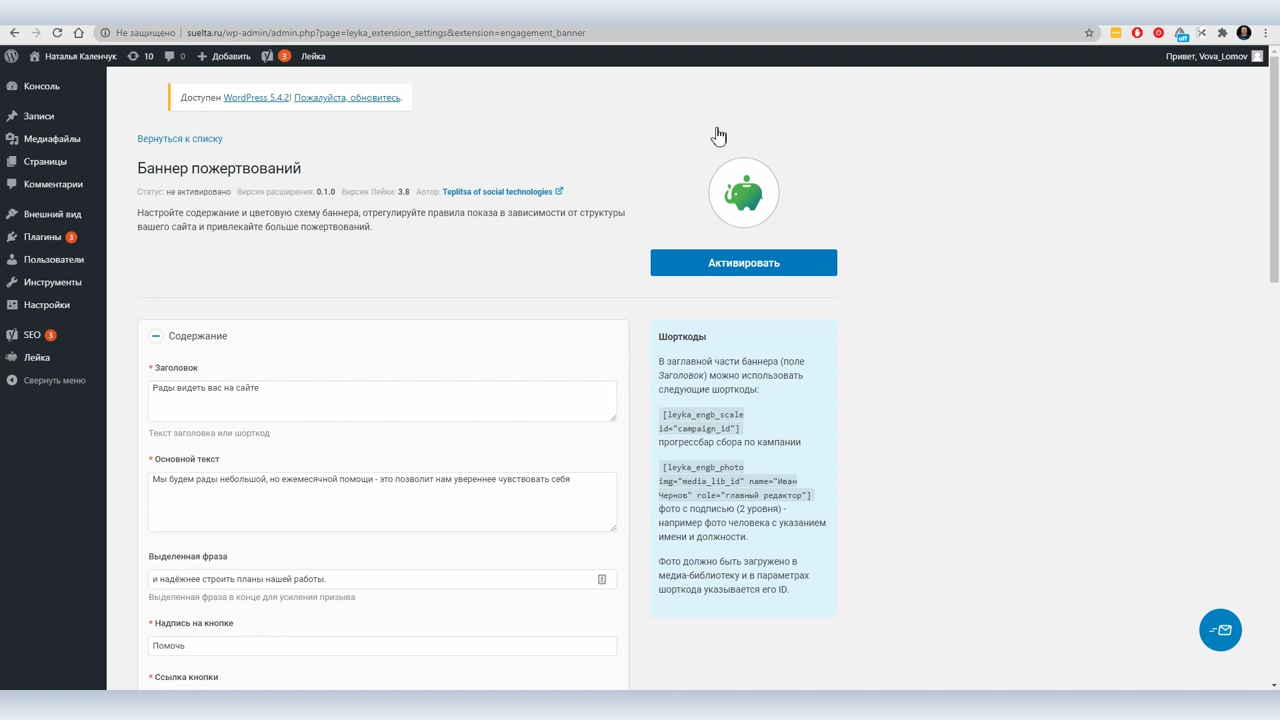 Не защищено suelta.ru/wp-admin/admin.php?page=leyka_extension_settings&extension=engagement_banner
off
Наталья Каленчук 10 0 Добавить 3 Лейка
Привет, Vova_Lomov
Консоль
Записи
Медиафайлы
Страницы
Комментарии
Внешний вид
Плагины 3
Пользователи
Инструменты
Настройки
SEO 3
Лейка
Свернуть меню
Доступен WordPress 5.4.2! Пожалуйста, обновитесь.
Вернуться к списку
Баннер пожертвований
Статус: не активировано Версия расширения: 0.1.0 Версия Лейки: 3.8 Автор: Teplitsa of social technologies
Настройте содержание и цветовую схему баннера, отрегулируйте правила показа в зависимости от структуры
вашего сайта и привлекайте больше пожертвований.
Активировать
Содержание
* Заголовок
Рады видеть вас на сайте
Текст заголовка или шорткод
* Основной текст
Мы будем рады небольшой, но ежемесячной помощи - это позволит нам увереннее чувствовать себя
Выделенная фраза
и надёжнее строить планы нашей работы.
Выделенная фраза в конце для усиления призыва
* Надпись на кнопке
Помочь
* Ссылка кнопки
Шорткоды
В заглавной части баннера (поле
Заголовок) можно использовать
следующие шорткоды:
[leyka_engb_scale
id="campaign_id"]
прогрессбар сбора по кампании
[leyka_engb_photo
img="media_lib_id" name="Иван
Чернов" role="главный редактор"]
фото с подписью (2 уровня) -
например фото человека с указанием
имени и должности.
Фото должно быть загружено в
медиа-библиотеку и в параметрах
шорткода указывается его ID.